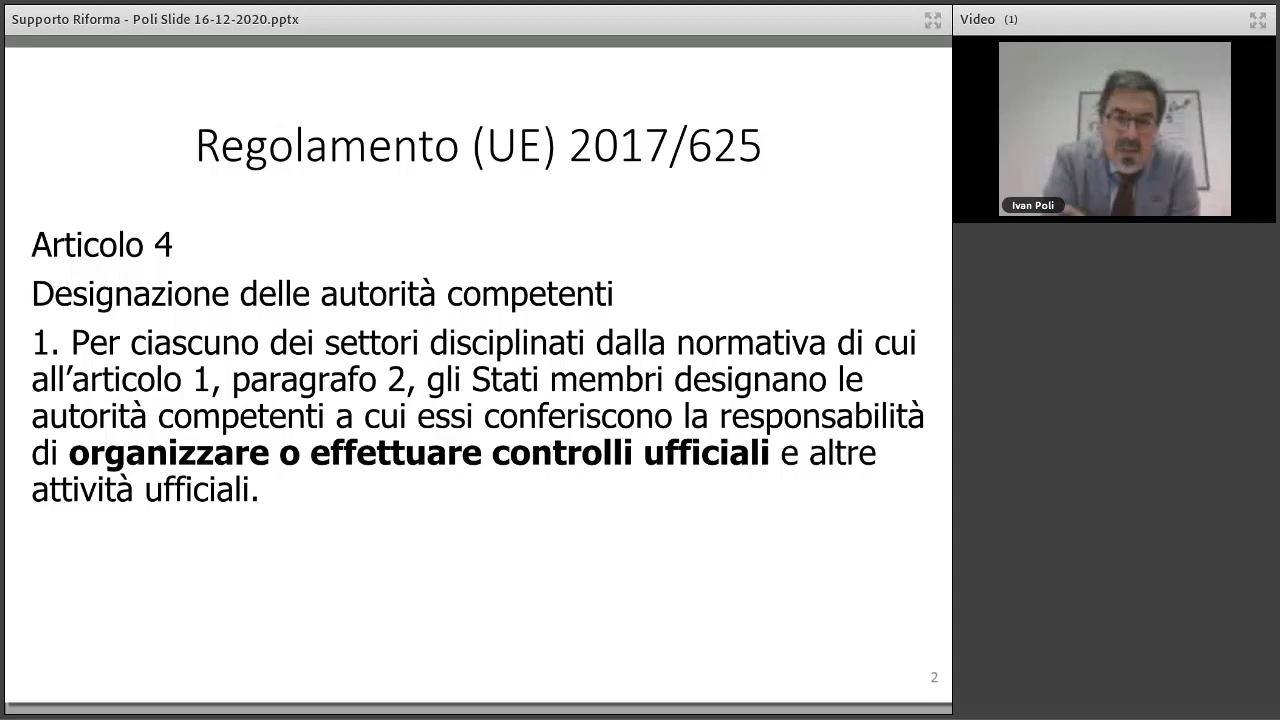 Supporto Riforma - Poli Slide 16-12-2020.pptx
Video (1)
Ivan Poli
Regolamento (UE) 2017/625
Articolo 4
Designazione delle autorità competenti
1. Per ciascuno dei settori disciplinati dalla normativa di cui
all’articolo 1, paragrafo 2, gli Stati membri designano le
autorità competenti a cui essi conferiscono la responsabilità
di organizzare o effettuare controlli ufficiali e altre
attività ufficiali.
2